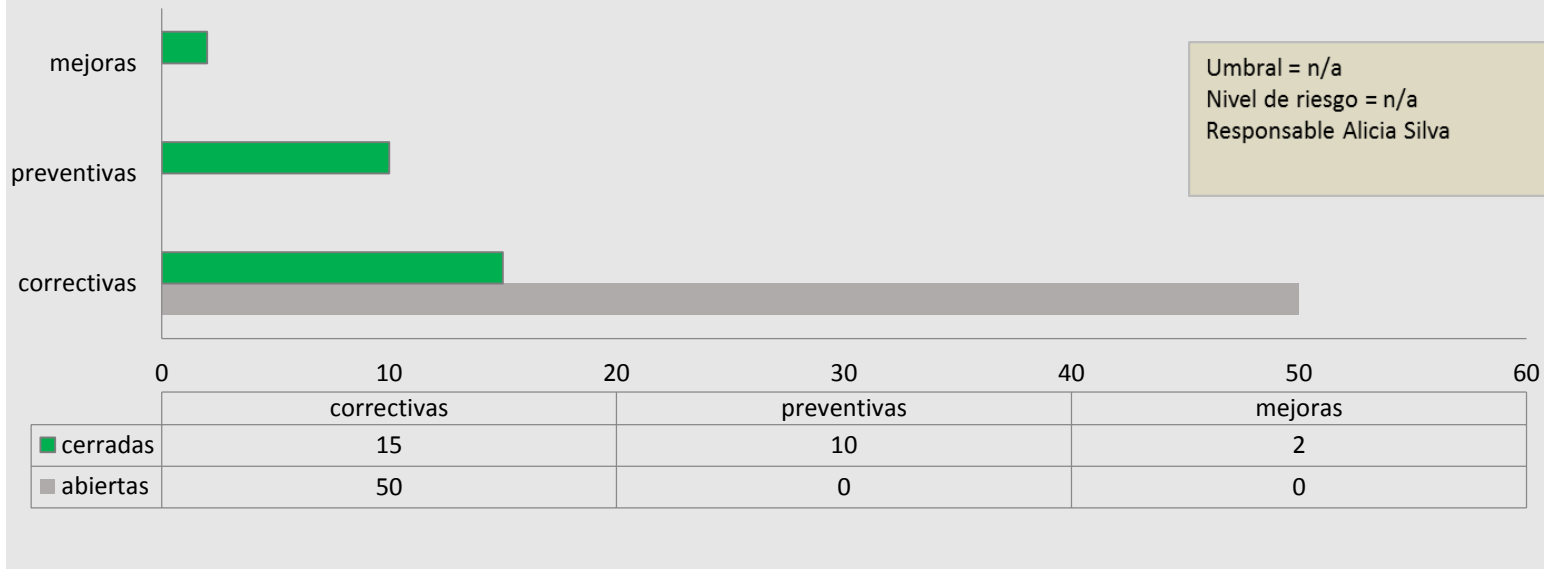 mejoras
preventivas
correctivas
Umbral = n/a
Nivel de riesgo = n/a
Responsable Alicia Silva
0 10 20 30 40 50 60
correctivas preventivas mejoras
cerradas 15 10 2
abiertas 50 0 0